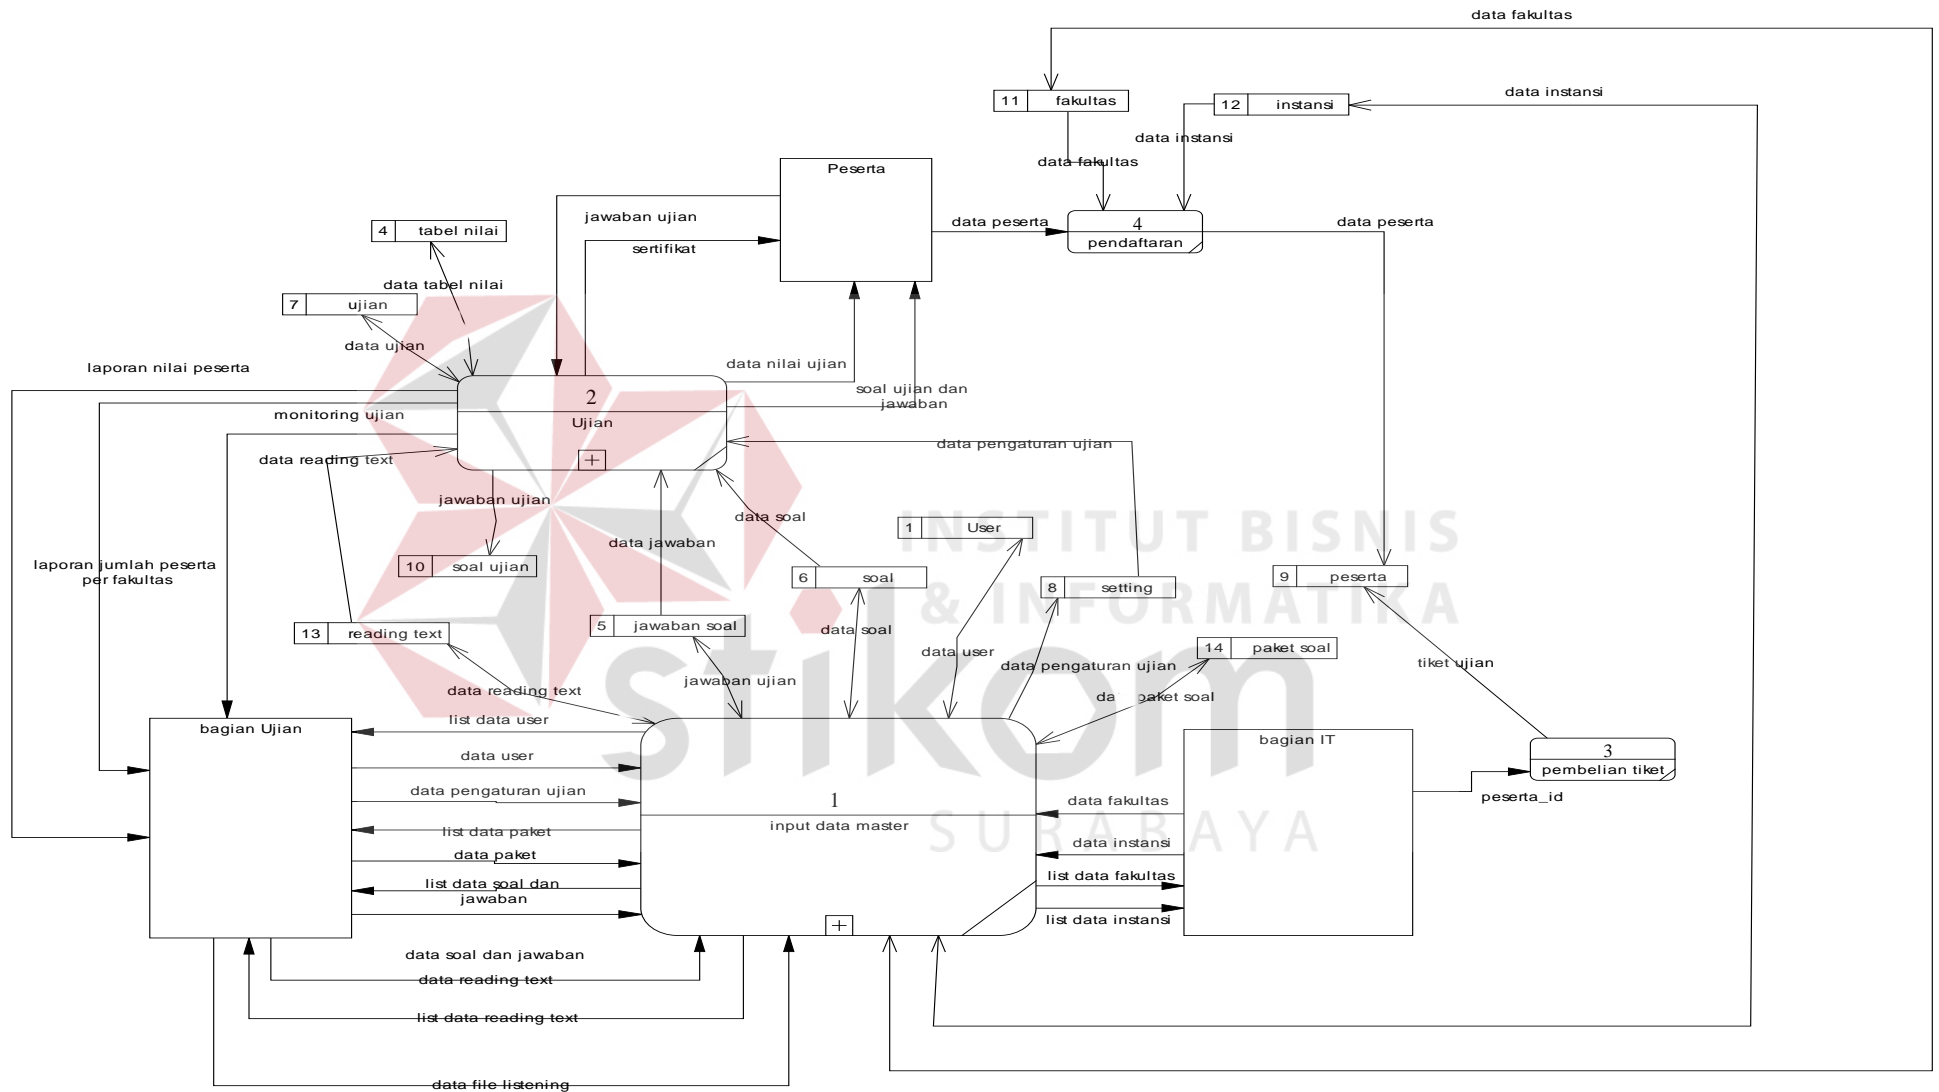 data fakultas
11 fakultas
12 instansi
data instansi
data instansi
data fakultas
Peserta
jawaban ujian
sertifikat
data peserta
4
pendaftaran
data peserta
4 tabel nilai
data tabel nilai
7 ujian
data ujian
laporan nilai peserta
monitoring ujian
data nilai ujian
soal ujian dan
jawaban
2
Ujian
data pengaturan ujian
data reading text
jawaban ujian
data soal
1 User
data jawaban
10 soal ujian
laporan jumlah peserta
per fakultas
6 soal
8 setting
9 peserta
INSTITUT BISNIS
& INFORMATIKA
stikom
SURABAYA
13 reading text
5 jawaban soal
data soal
data user
14 paket soal
data pengaturan ujian
tiket ujian
jawaban ujian
data reading text
da paket soal
list data user
bagian Ujian
bagian IT
3
pembelian tiket
data user
data pengaturan ujian
peserta_id
1
input data master
data fakultas
list data paket
data instansi
data paket
list data fakultas
list data soal dan
jawaban
list data instansi
data soal dan jawaban
data reading text
list data reading text
data file listening